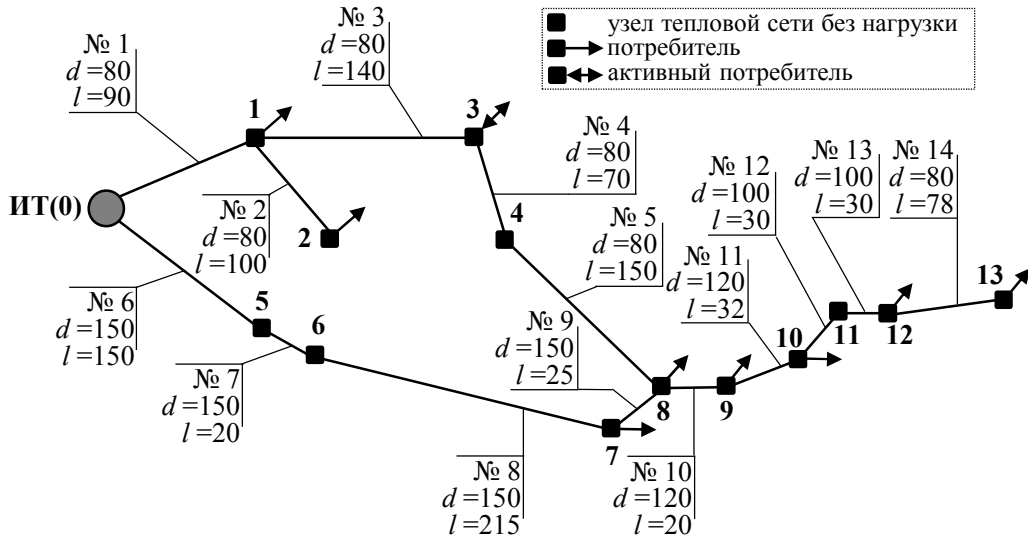 узел тепловой сети без нагрузки
потребитель
активный потребитель
№ 1
d =80
l =90
№ 3
d =80
l =140
1
3
№ 4
d =80
l =70
№ 12
d =100
l =30
№ 13
d =100
l =30
№ 14
d =80
l =78
ИТ(0)
№ 2
d =80
l =100
2
4
№ 5
d =80
l =150
№ 11
d =120
l =32
13
№ 6
d =150
l =150
5
6
№ 7
d =150
l =20
№ 9
d =150
l =25
10
11
12
8
9
7
№ 8
d =150
l =215
№ 10
d =120
l =20